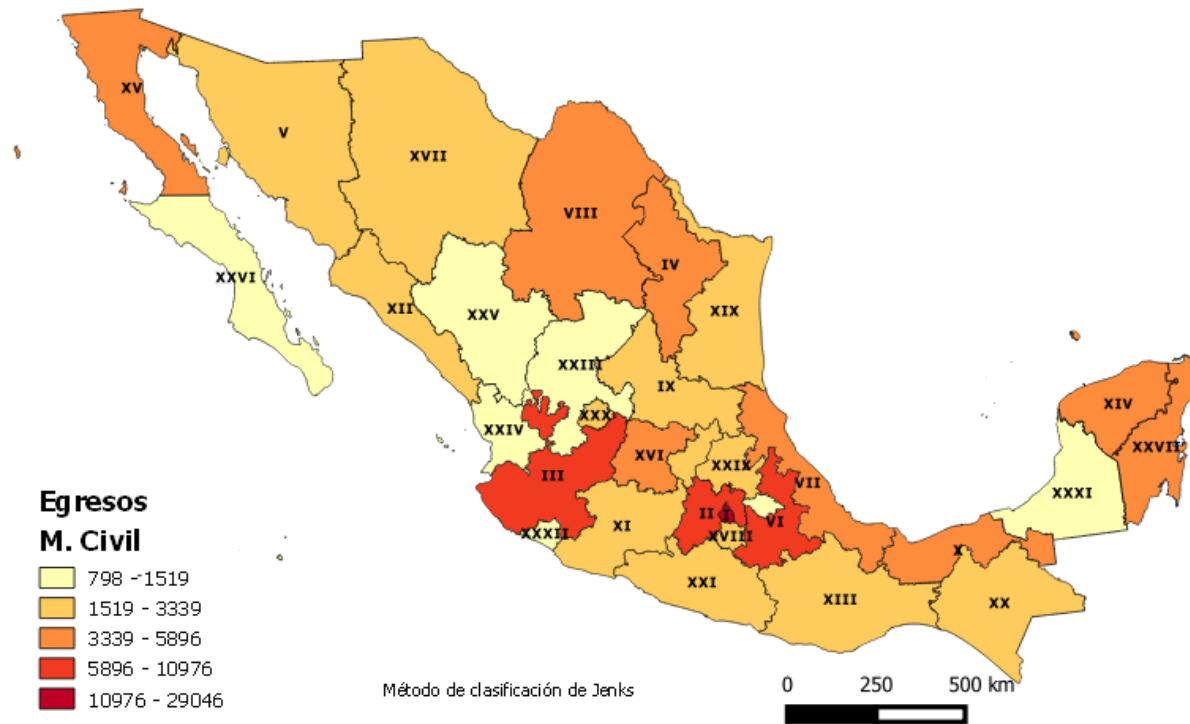 XV
V
XVII
VIII
IV
XXVI
XII
XXV
XIX
XXIII
IX
XXIV
XXX
XIV
XXVII
III
XVI
XXIX
VII
XXXI
II
I
VI
XXXII
XI
XVIII
X
XXI
XIII
XX
Egresos
M. Civil
798 - 1519
1519 - 3339
3339 - 5896
5896 - 10976
10976 - 29046
Método de clasificación de Jenks
0 250 500 km